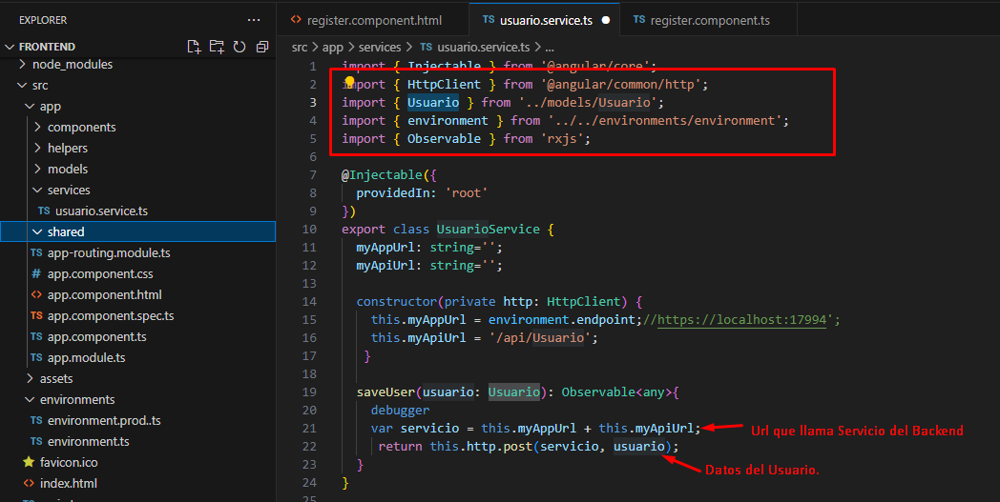 EXPLORER
FRONTEND
node_modules
src
app
components
helpers
models
services
TS usuario.service.ts
shared
TS app-routing.module.ts
# app.component.css
<> app.component.html
TS app.component.spec.ts
TS app.component.ts
TS app.module.ts
assets
environments
TS environment.prod..ts
TS environment.ts
favicon.ico
<> index.html
<> register.component.html
TS usuario.service.ts
TS register.component.ts
src > app > services > TS usuario.service.ts > ...
1 import { Injectable } from '@angular/core';
2 import { HttpClient } from '@angular/common/http';
3 import { Usuario } from '../models/Usuario';
4 import { environment } from '../../environments/environment';
5 import { Observable } from 'rxjs';
6
7 @Injectable({
8 providedIn: 'root'
9 })
10 export class UsuarioService {
11 myAppUrl: string='';
12 myApiUrl: string='';
13
14 constructor(private http: HttpClient) {
15 this.myAppUrl = environment.endpoint;//https://localhost:17994';
16 this.myApiUrl = '/api/Usuario';
17 }
18
19 saveUser(usuario: Usuario): Observable<any>{
20 debugger
21 var servicio = this.myAppUrl + this.myApiUrl;
Url que llama Servicio del Backend
22 return this.http.post(servicio, usuario);
23 }
Datos del Usuario.
24 }
25